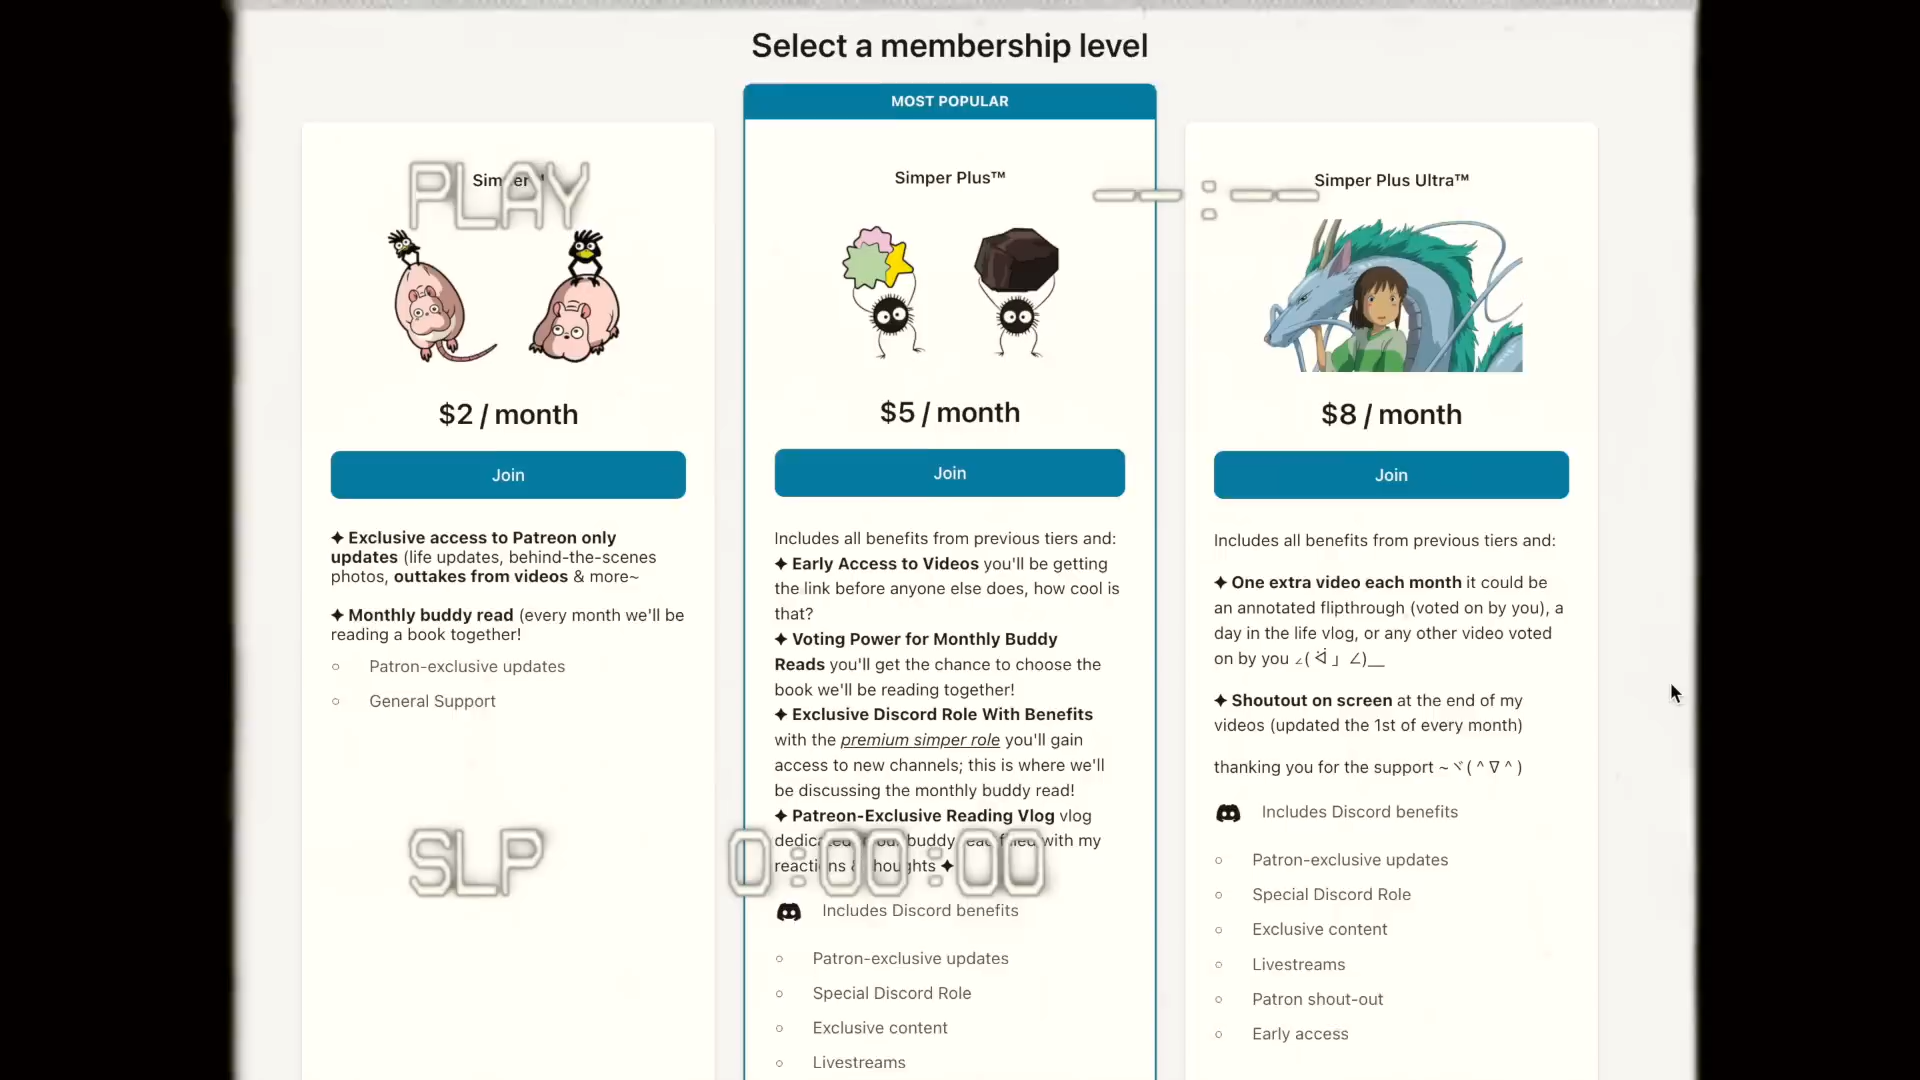 Select a membership level
MOST POPULAR
PLAY
--:--
Simper Plus™
Simper Plus Ultra™
$2 / month
Join
✦ Exclusive access to Patreon only
updates (life updates, behind-the-scenes
photos, outtakes from videos & more~
✦ Monthly buddy read (every month we'll be
reading a book together!
Patron-exclusive updates
General Support
$5 / month
Join
Includes all benefits from previous tiers and:
✦ Early Access to Videos you'll be getting
the link before anyone else does, how cool is
that?
✦ Voting Power for Monthly Buddy
Reads you'll get the chance to choose the
book we'll be reading together!
✦ Exclusive Discord Role With Benefits
with the premium simper role you'll gain
access to new channels; this is where we'll
be discussing the monthly buddy read!
✦ Patreon-Exclusive Reading Vlog vlog
buddy with my
✦
Includes Discord benefits
Patron-exclusive updates
Special Discord Role
Exclusive content
Livestreams
$8 / month
Join
Includes all benefits from previous tiers and:
✦ One extra video each month it could be
an annotated flipthrough (voted on by you), a
day in the life vlog, or any other video voted
on by you
✦ Shoutout on screen at the end of my
videos (updated the 1st of every month)
thanking you for the support ~ヾ(^∇^)
Includes Discord benefits
Patron-exclusive updates
Special Discord Role
Exclusive content
Livestreams
Patron shout-out
Early access
SLP
0:00:00